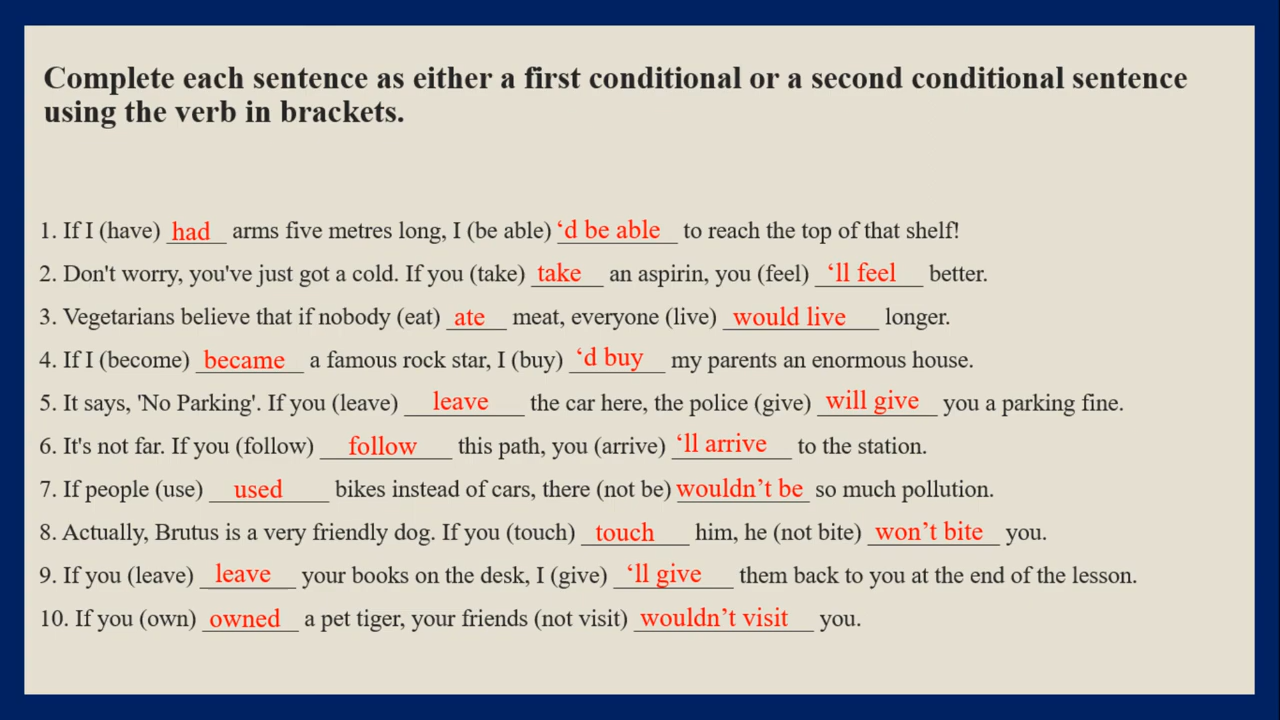 Complete each sentence as either a first conditional or a second conditional sentence
using the verb in brackets.
1. If I (have) had arms five metres long, I (be able) ‘d be able to reach the top of that shelf!
2. Don't worry, you've just got a cold. If you (take) take an aspirin, you (feel) ‘ll feel better.
3. Vegetarians believe that if nobody (eat) ate meat, everyone (live) would live longer.
4. If I (become) became a famous rock star, I (buy) ‘d buy my parents an enormous house.
5. It says, 'No Parking'. If you (leave) leave the car here, the police (give) will give you a parking fine.
6. It's not far. If you (follow) follow this path, you (arrive) ‘ll arrive to the station.
7. If people (use) used bikes instead of cars, there (not be) wouldn’t be so much pollution.
8. Actually, Brutus is a very friendly dog. If you (touch) touch him, he (not bite) won’t bite you.
9. If you (leave) leave your books on the desk, I (give) ‘ll give them back to you at the end of the lesson.
10. If you (own) owned a pet tiger, your friends (not visit) wouldn’t visit you.